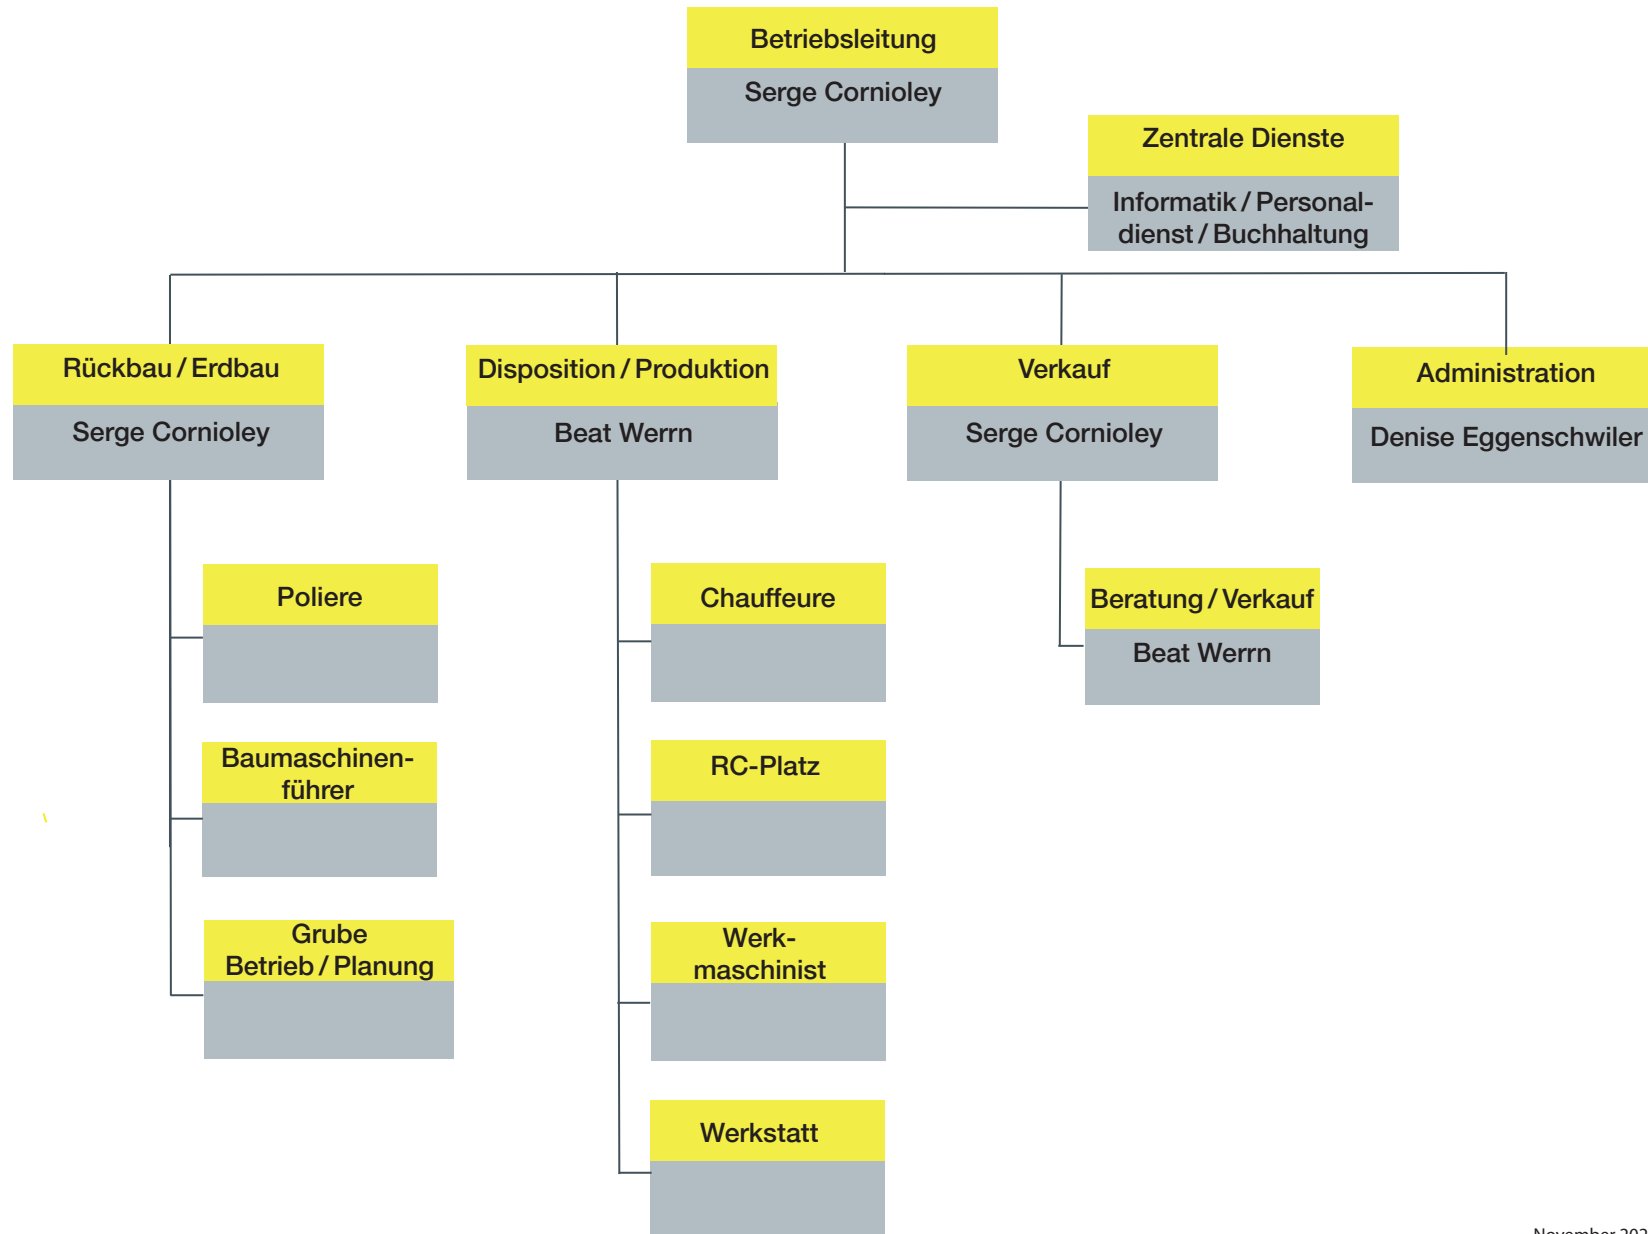 Betriebsleitung
Serge Cornioley
Zentrale Dienste
Informatik / Personal-
dienst / Buchhaltung
Rückbau / Erdbau
Serge Cornioley
Disposition / Produktion
Beat Werrn
Verkauf
Serge Cornioley
Administration
Denise Eggenschwiler
Poliere
Baumaschinen-
führer
Grube
Betrieb / Planung
Chauffeure
RC-Platz
Werk-
maschinist
Werkstatt
Beratung / Verkauf
Beat Werrn
November